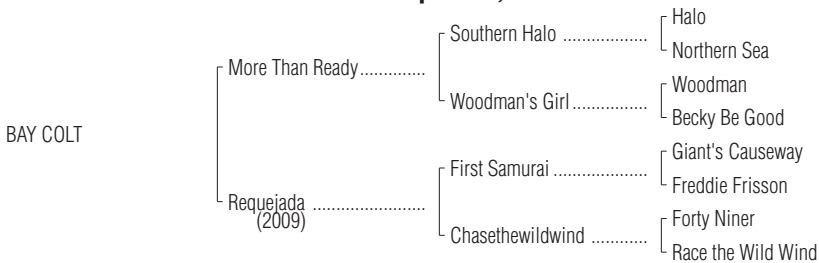 Halo
Southern Halo ..................
Northern Sea
More Than Ready..............
Woodman
Woodman's Girl................
Becky Be Good
BAY COLT
Giant's Causeway
First Samurai ....................
Freddie Frisson
Requejada ........................
(2009)
Forty Niner
Chasethewildwind ............
Race the Wild Wind